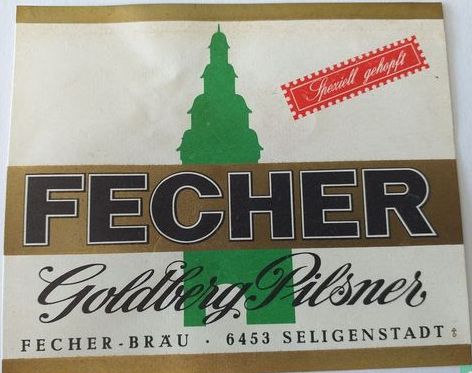 Speziell gehopft
FECHER
Goldberg Pilsner
FECHER-BRÄU · 6453 SELIGENSTADT